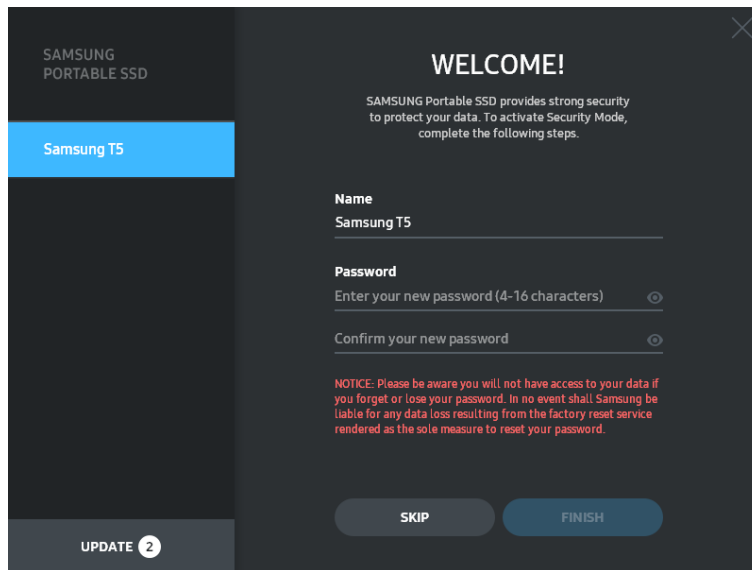 SAMSUNG
PORTABLE SSD
Samsung T5
UPDATE 2
WELCOME!
SAMSUNG Portable SSD provides strong security
to protect your data. To activate Security Mode,
complete the following steps.
Name
Samsung T5
Password
Enter your new password (4-16 characters)
Confirm your new password
NOTICE: Please be aware you will not have access to your data if
you forget or lose your password. In no event shall Samsung be
liable for any data loss resulting from the factory reset service
rendered as the sole measure to reset your password.
SKIP
FINISH